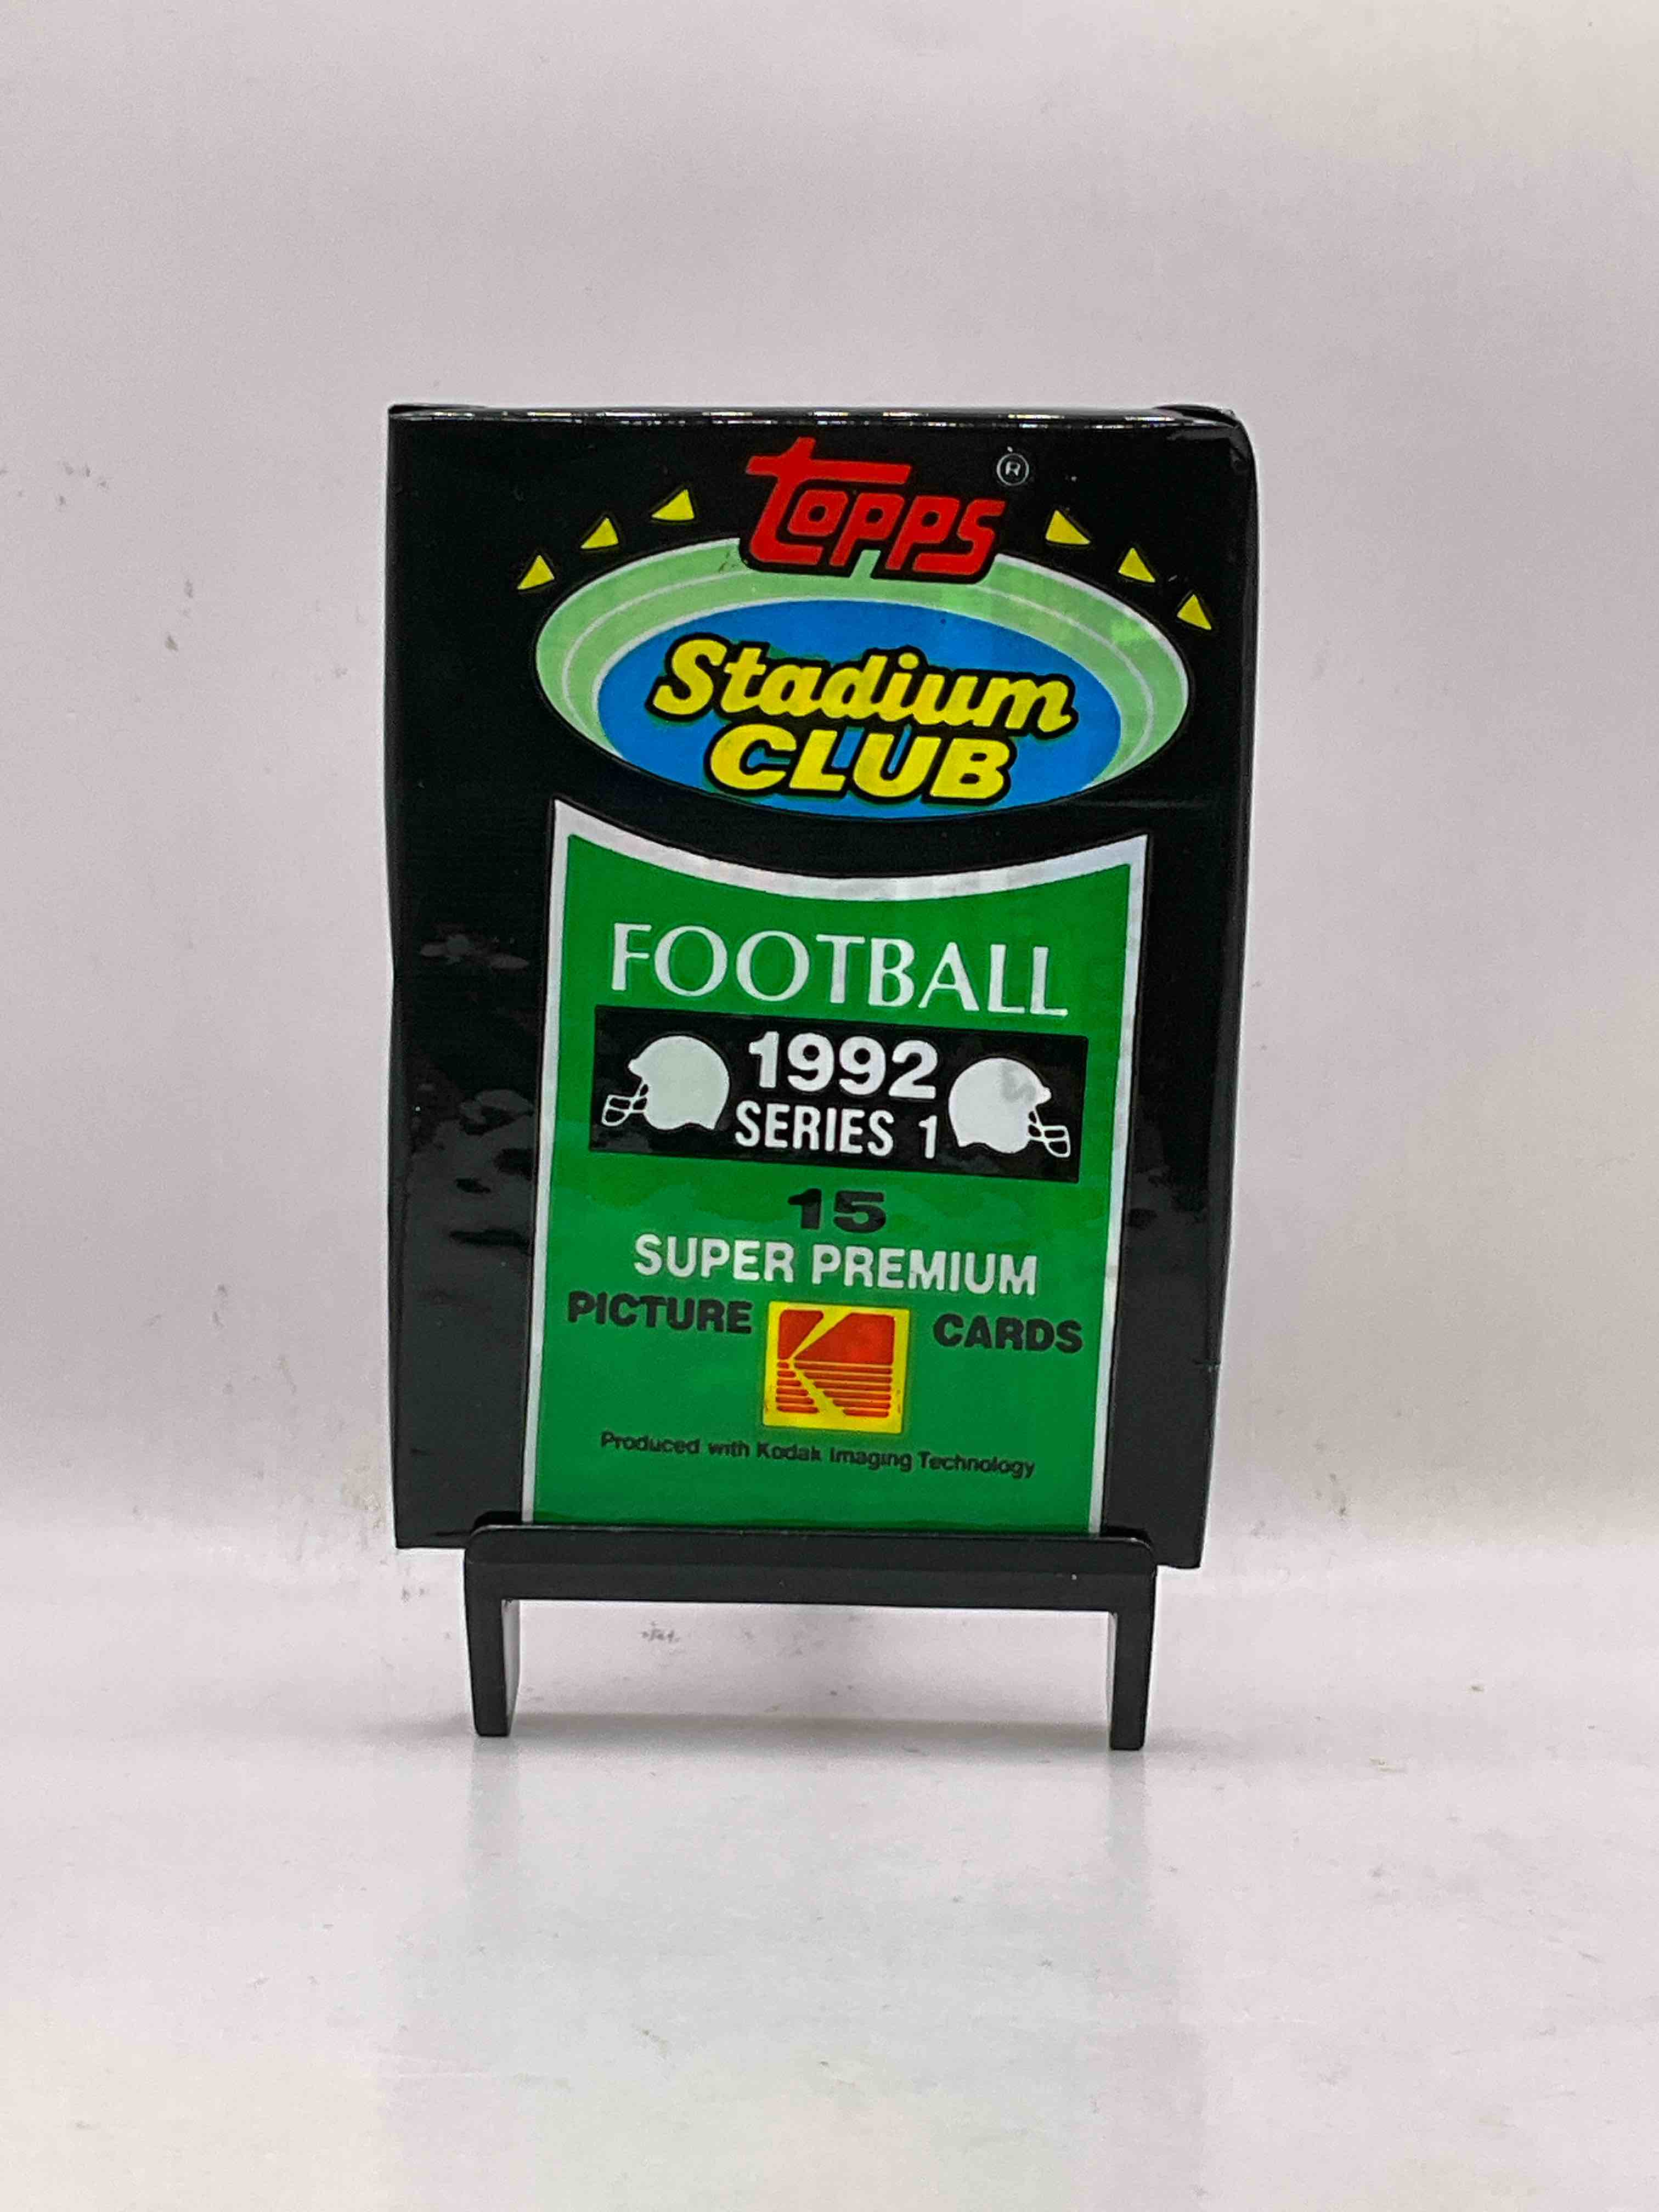 Topps ®
Stadium
CLUB
FOOTBALL
1992
SERIES 1
15
SUPER PREMIUM
PICTURE CARDS
Produced with Kodak Imaging Technology